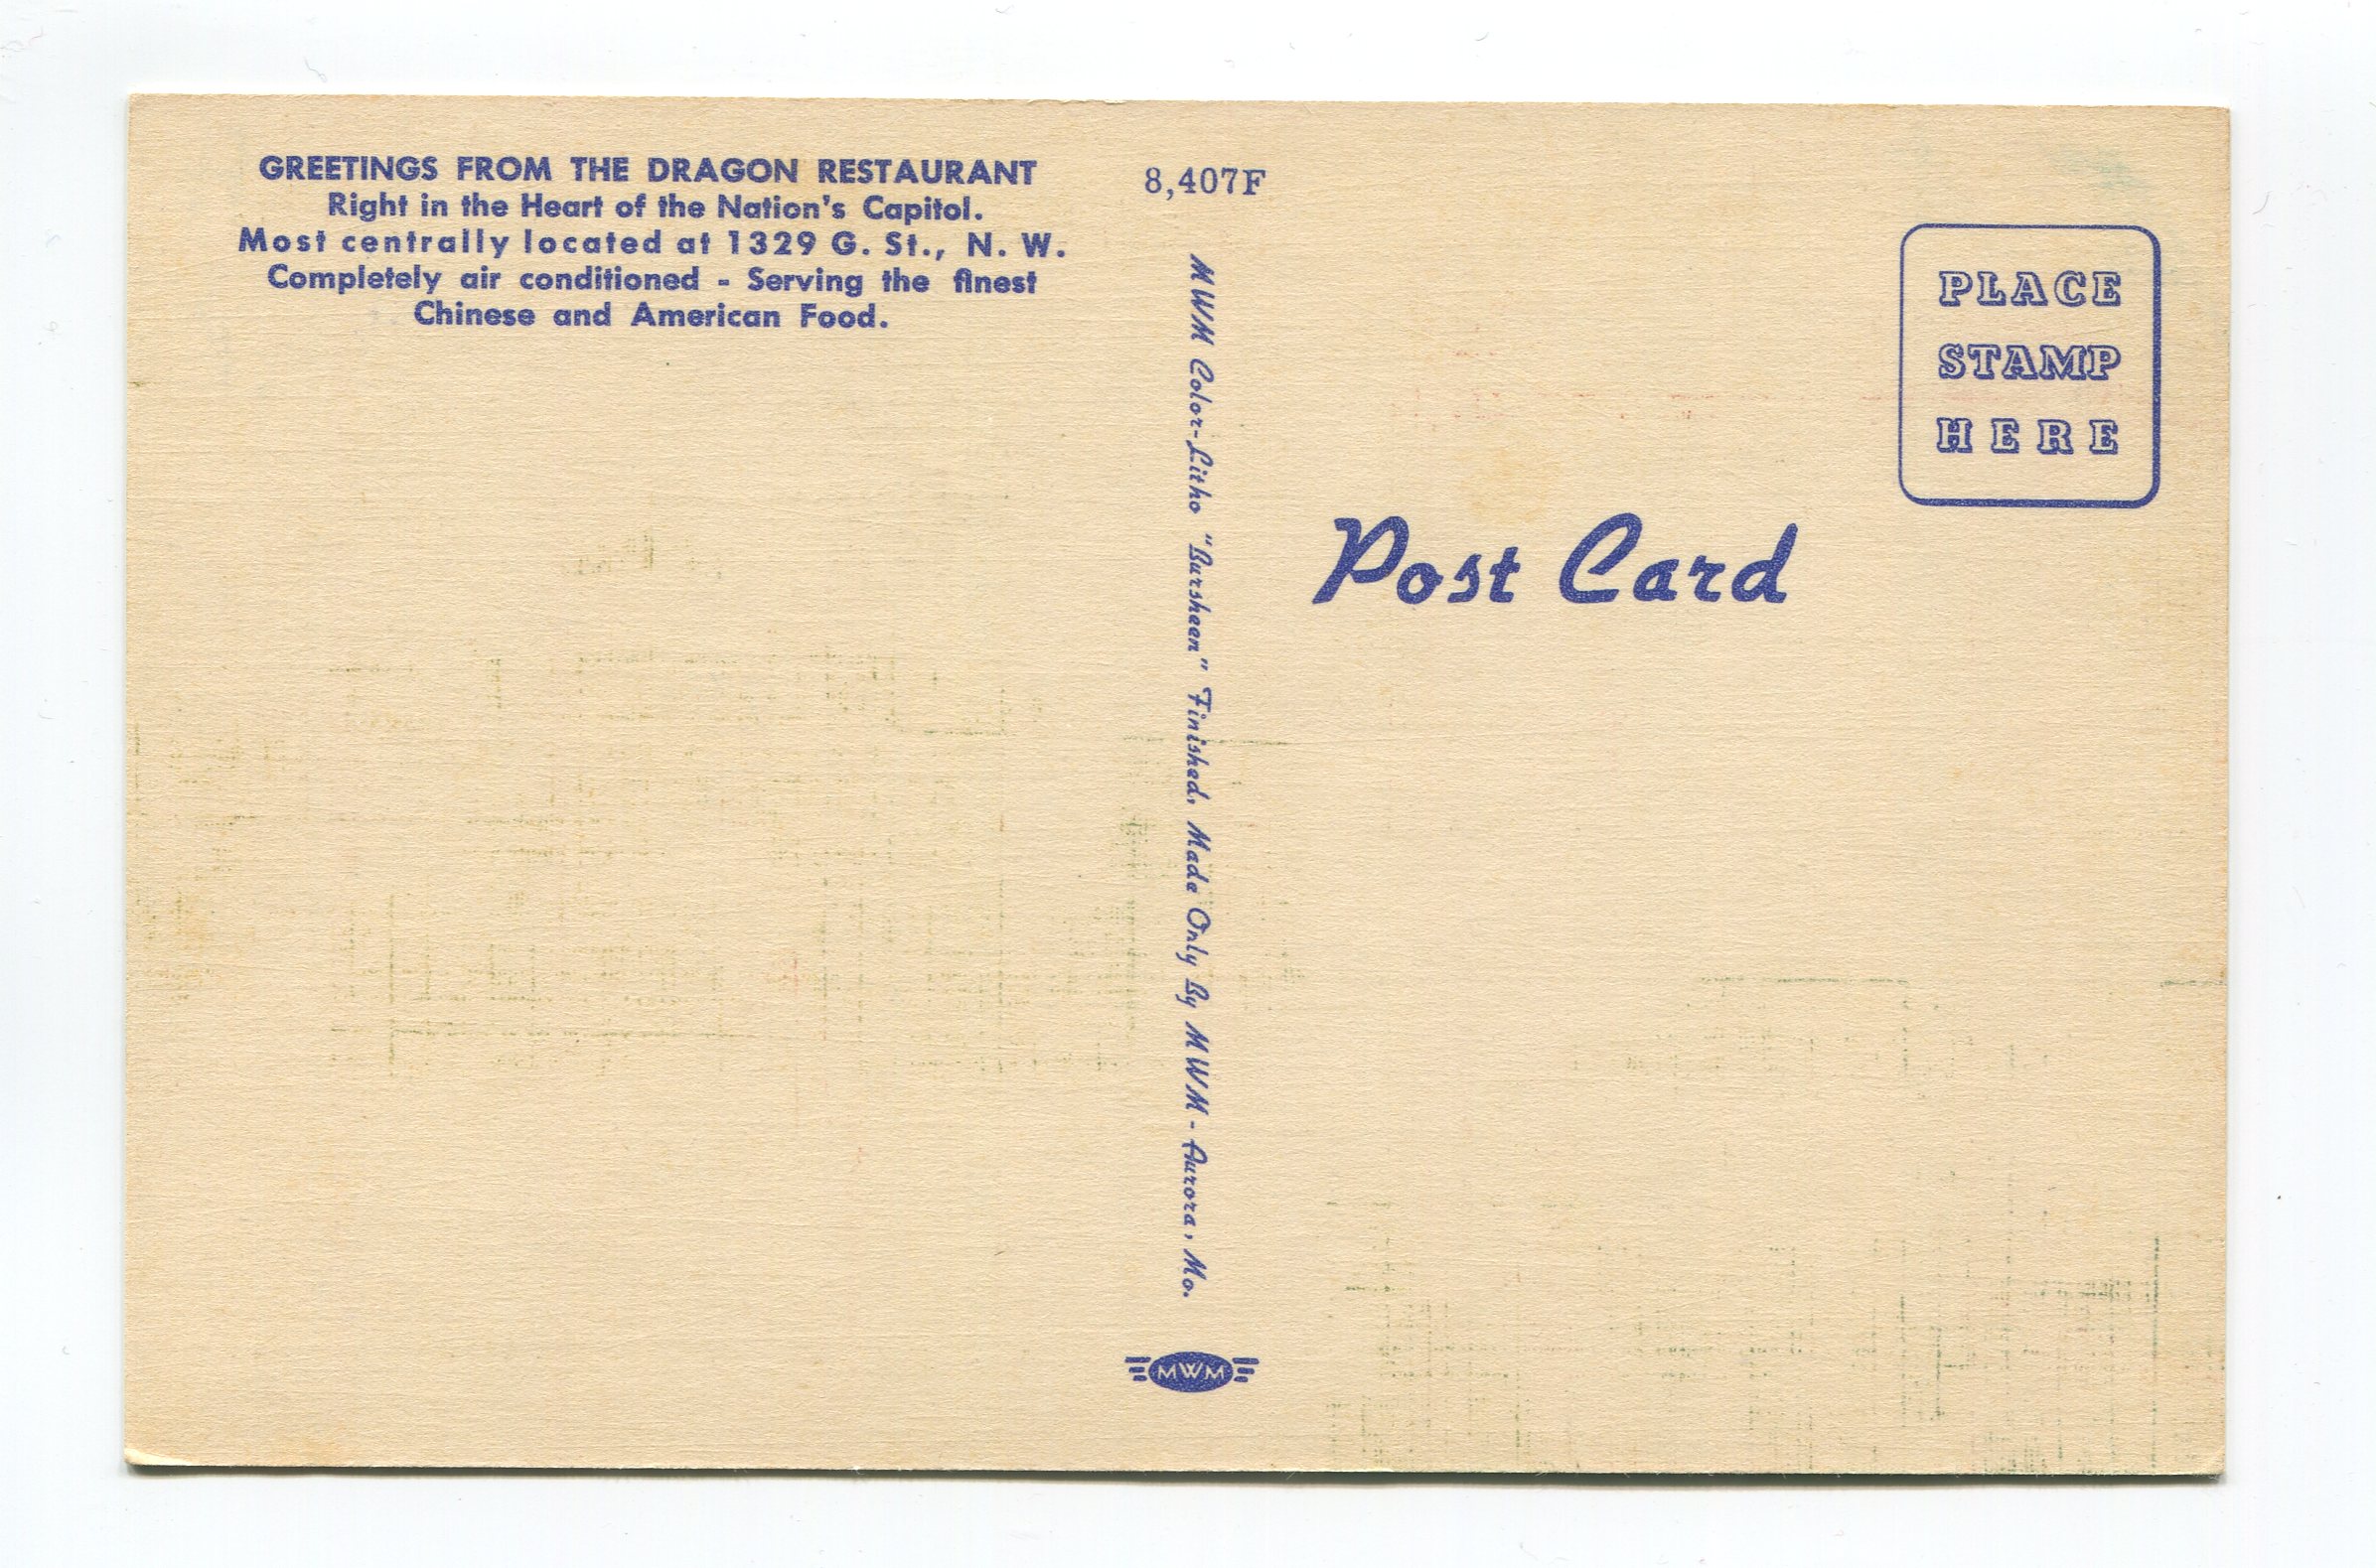 GREETINGS FROM THE DRAGON RESTAURANT
Right in the Heart of the Nation's Capitol.
Most centrally located at 1329 G. St., N. W.
Completely air conditioned - Serving the finest
Chinese and American Food.
8,407F
MWM Color-Litho "Bursheen" Finished, Made Only By MWM - Aurora, Mo.
MWM
PLACE
STAMP
HERE
Post Card